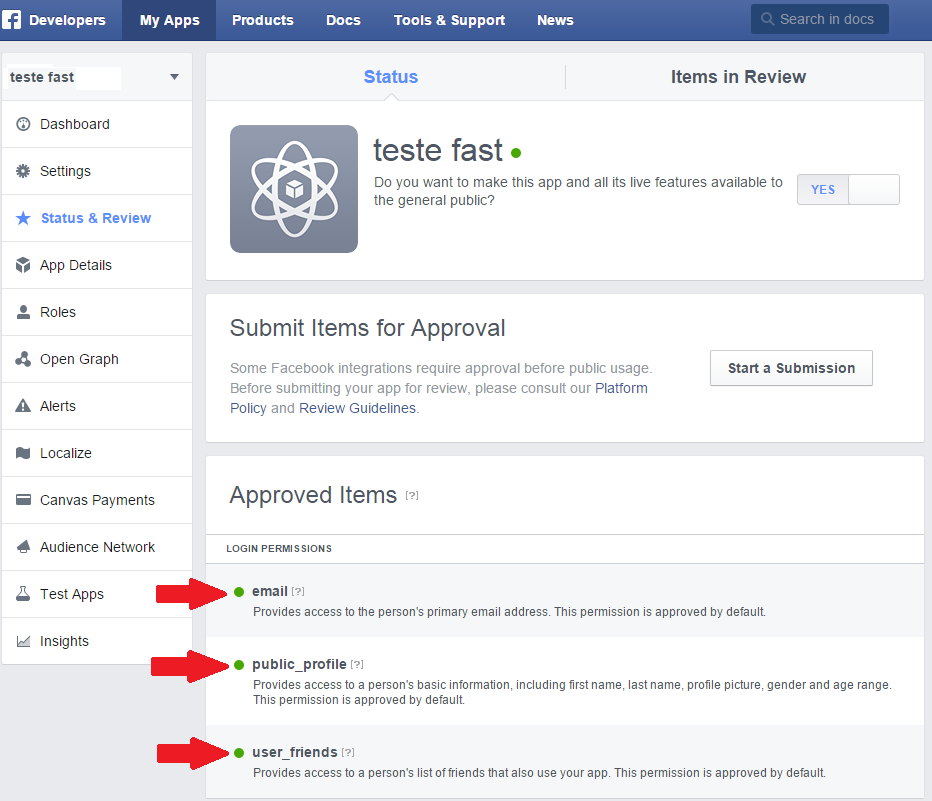 f Developers My Apps Products Docs Tools & Support News Search in docs
teste fast
Dashboard
Settings
Status & Review
App Details
Roles
Open Graph
Alerts
Localize
Canvas Payments
Audience Network
Test Apps
Insights
Status Items in Review
teste fast
Do you want to make this app and all its live features available to
the general public?
YES
Submit Items for Approval
Some Facebook integrations require approval before public usage.
Before submitting your app for review, please consult our Platform
Policy and Review Guidelines.
Start a Submission
Approved Items [?]
LOGIN PERMISSIONS
email [?]
Provides access to the person's primary email address. This permission is approved by default.
public_profile [?]
Provides access to a person's basic information, including first name, last name, profile picture, gender and age range.
This permission is approved by default.
user_friends [?]
Provides access to a person's list of friends that also use your app. This permission is approved by default.